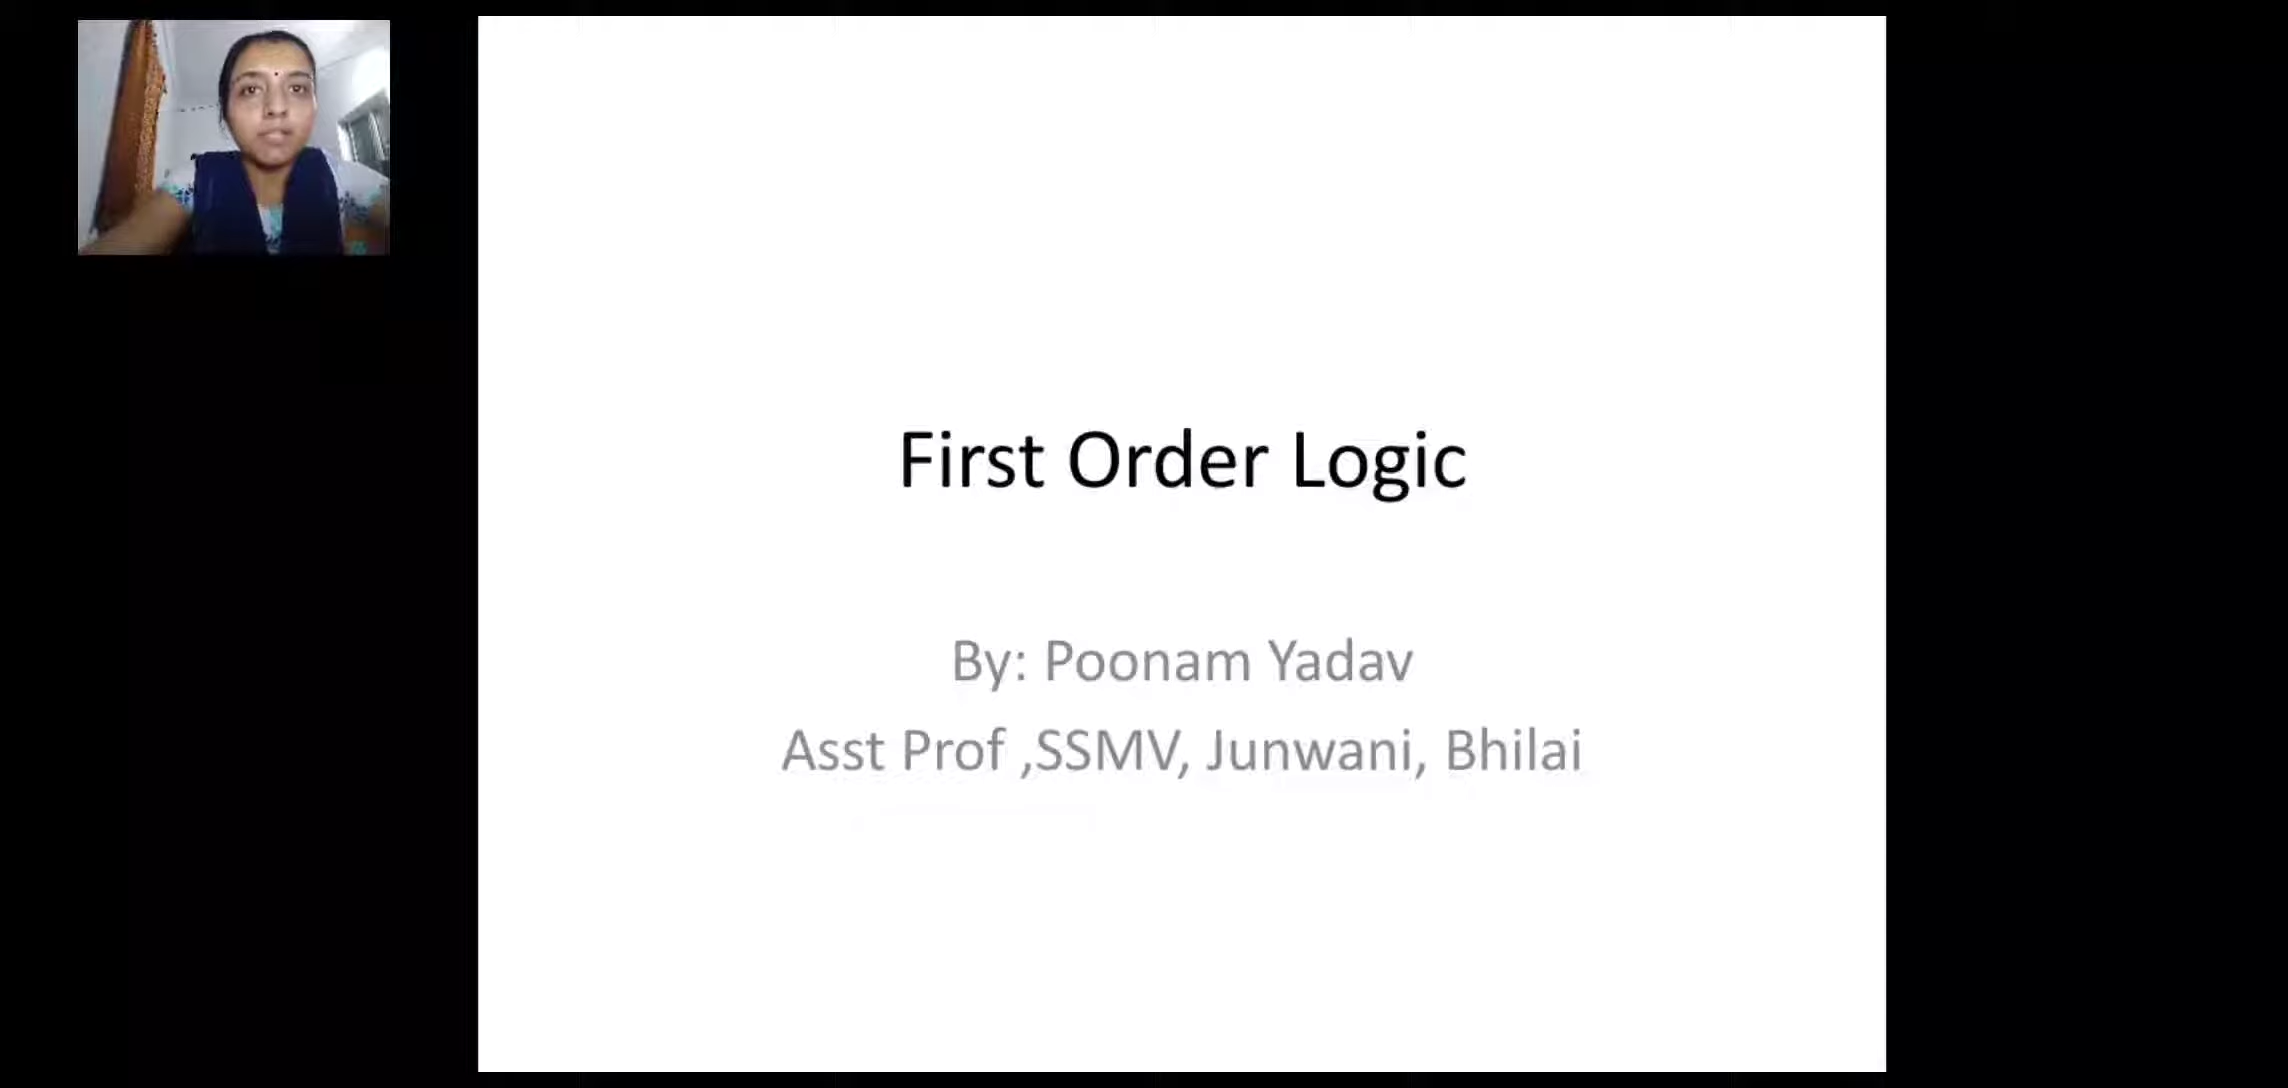 First Order Logic
By: Poonam Yadav
Asst Prof ,SSMV, Junwani, Bhilai